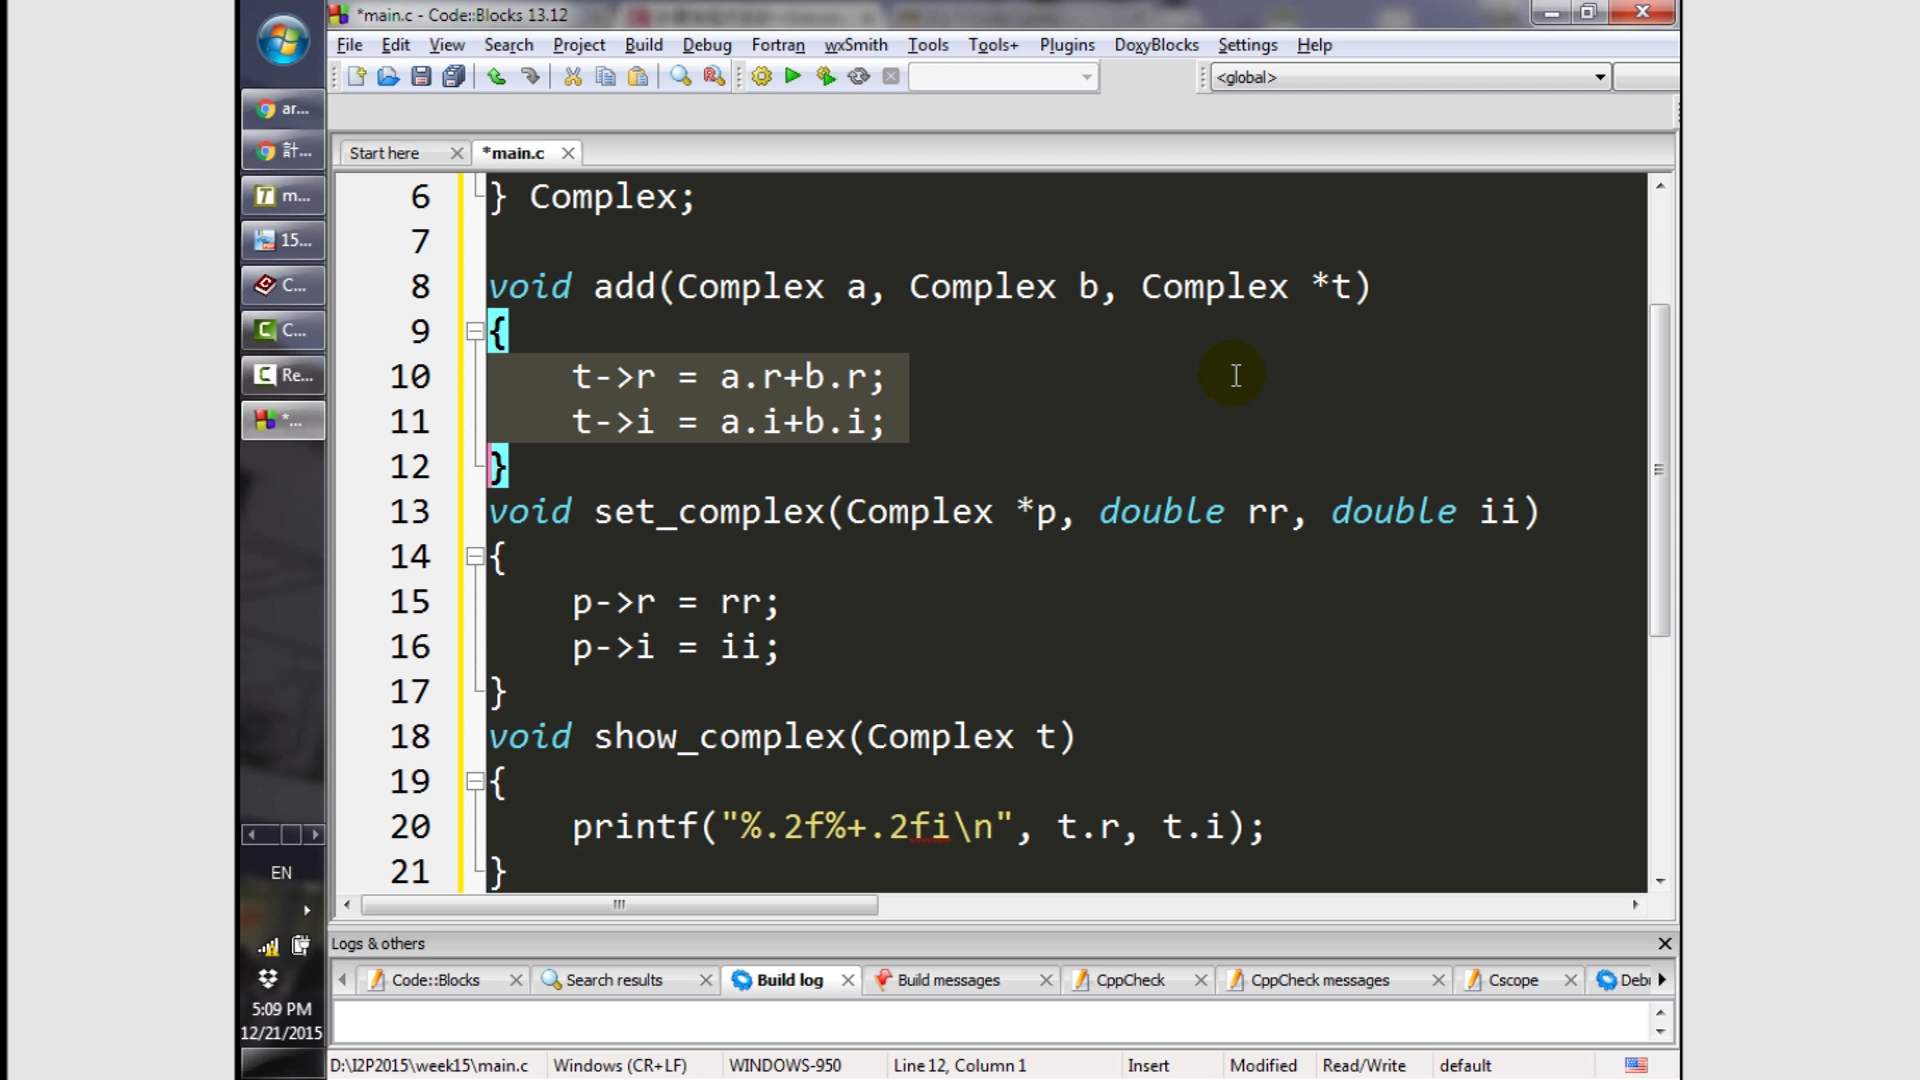 *main.c - Code::Blocks 13.12
File Edit View Search Project Build Debug Fortran wxSmith Tools Tools+ Plugins DoxyBlocks Settings Help
<global>
Start here
*main.c
6 } Complex;
7
8 void add(Complex a, Complex b, Complex *t)
9 {
10 t->r = a.r+b.r;
11 t->i = a.i+b.i;
12 }
13 void set_complex(Complex *p, double rr, double ii)
14 {
15 p->r = rr;
16 p->i = ii;
17 }
18 void show_complex(Complex t)
19 {
20 printf("%.2f%+.2fi\n", t.r, t.i);
21 }
Logs & others
Code::Blocks Search results Build log Build messages CppCheck CppCheck messages Cscope Debu
D:\I2P2015\week15\main.c Windows (CR+LF) WINDOWS-950 Line 12, Column 1 Insert Modified Read/Write default
ar...
計...
m...
15...
C...
C...
Re...
*...
EN
5:09 PM
12/21/2015